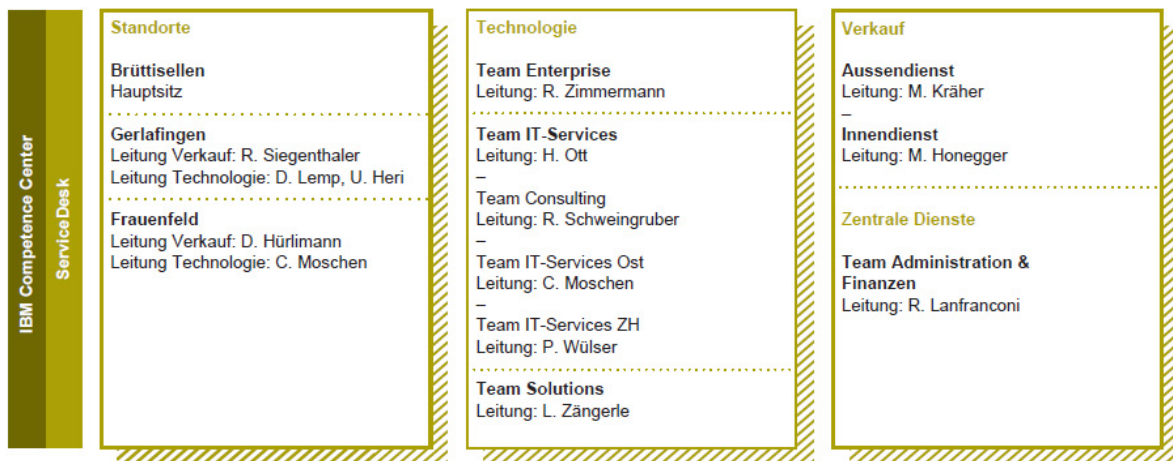 IBM Competence Center
ServiceDesk
Standorte
Brüttisellen
Hauptsitz
Gerlafingen
Leitung Verkauf: R. Siegenthaler
Leitung Technologie: D. Lemp, U. Heri
Frauenfeld
Leitung Verkauf: D. Hürlimann
Leitung Technologie: C. Moschen
Technologie
Team Enterprise
Leitung: R. Zimmermann
Team IT-Services
Leitung: H. Ott
–
Team Consulting
Leitung: R. Schweingruber
–
Team IT-Services Ost
Leitung: C. Moschen
–
Team IT-Services ZH
Leitung: P. Wülser
Team Solutions
Leitung: L. Zängerle
Verkauf
Aussendienst
Leitung: M. Kräher
–
Innendienst
Leitung: M. Honegger
Zentrale Dienste
Team Administration &
Finanzen
Leitung: R. Lanfranconi